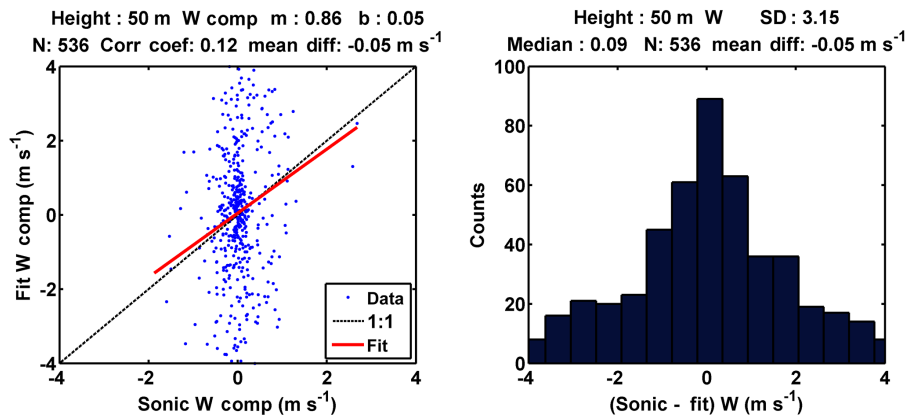 Height : 50 m W comp m : 0.86 b : 0.05
N: 536 Corr coef: 0.12 mean diff: -0.05 m s⁻¹
4
2
0
-2
-4
Fit W comp (m s⁻¹)
-4 -2 0 2 4
Sonic W comp (m s⁻¹)
Data
1:1
Fit
Height : 50 m W SD : 3.15
Median : 0.09 N: 536 mean diff: -0.05 m s⁻¹
100
80
60
40
20
0
Counts
-4 -2 0 2 4
(Sonic - fit) W (m s⁻¹)